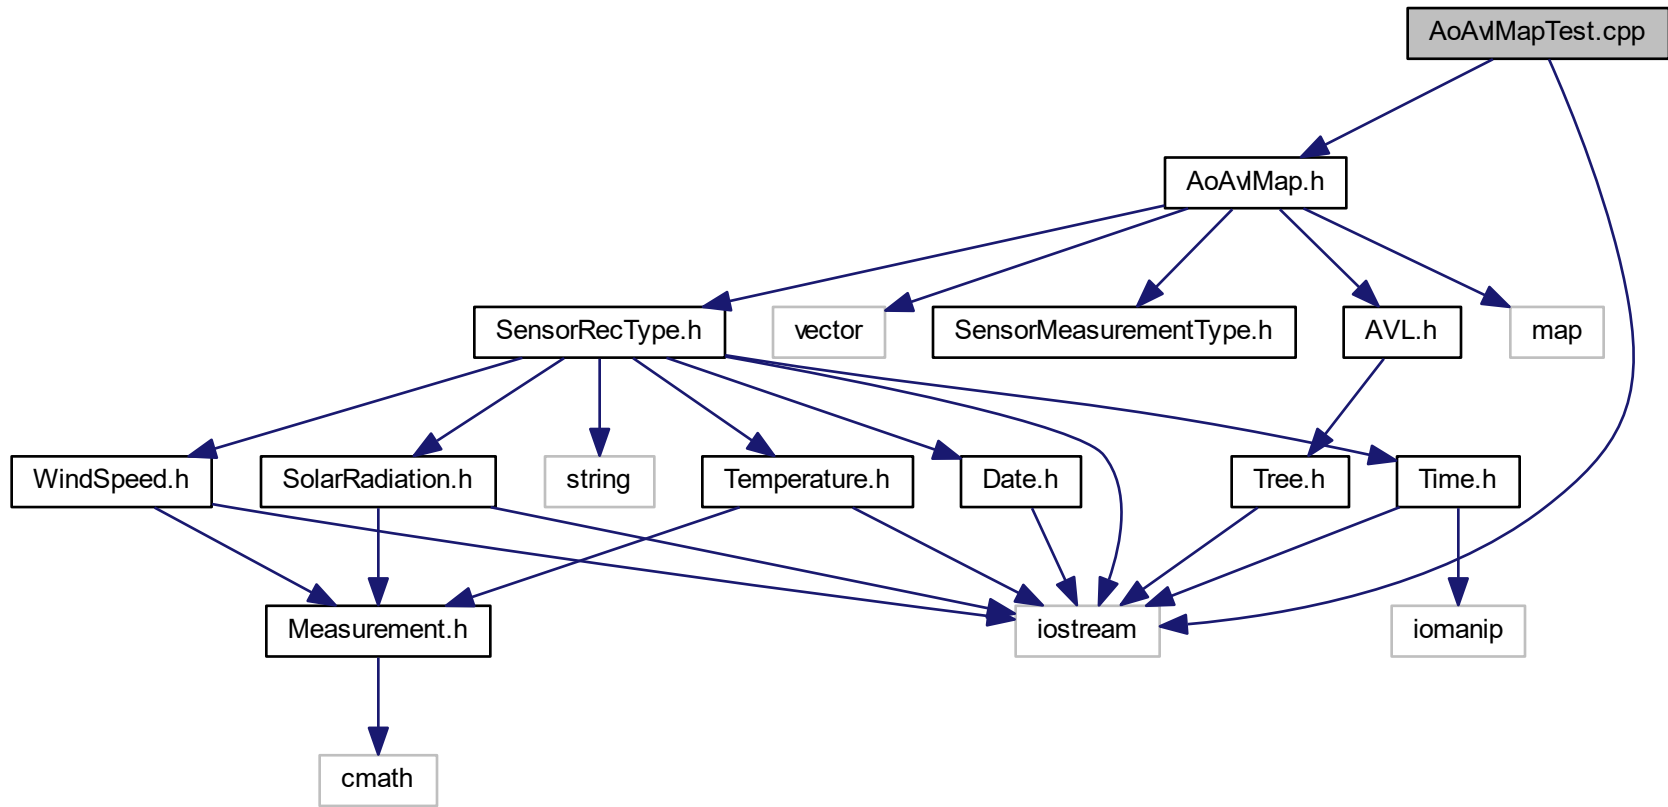 AoAvlMapTest.cpp
AoAvlMap.h
SensorRecType.h
vector
SensorMeasurementType.h
AVL.h
map
WindSpeed.h
SolarRadiation.h
string
Temperature.h
Date.h
Tree.h
Time.h
Measurement.h
iostream
iomanip
cmath